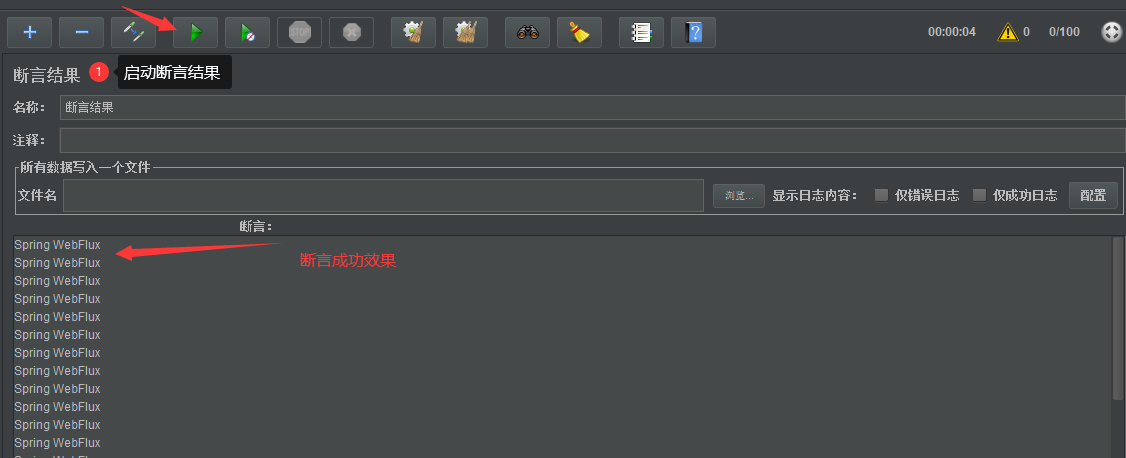 STOP
00:00:04
0
0/100
断言结果
1
启动断言结果
名称：
断言结果
注释：
所有数据写入一个文件
文件名
浏览...
显示日志内容：
仅错误日志
仅成功日志
配置
断言：
Spring WebFlux
Spring WebFlux
断言成功效果
Spring WebFlux
Spring WebFlux
Spring WebFlux
Spring WebFlux
Spring WebFlux
Spring WebFlux
Spring WebFlux
Spring WebFlux
Spring WebFlux
Spring WebFlux